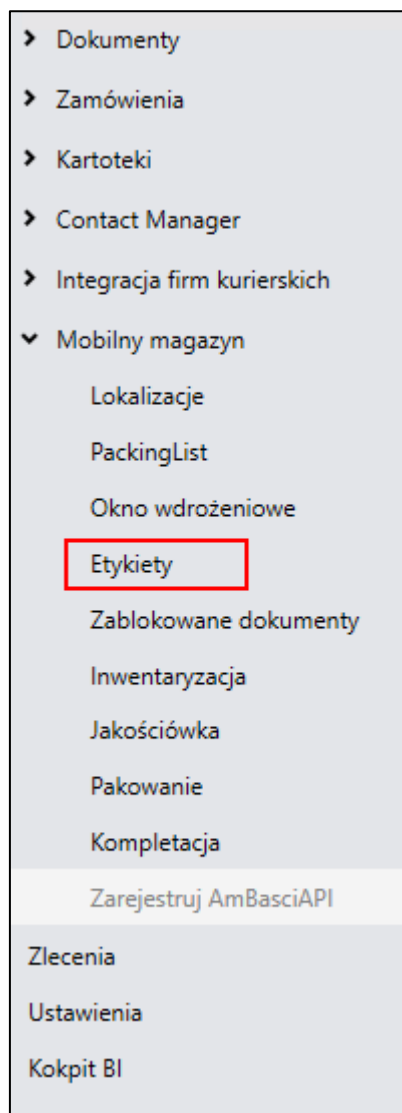 Dokumenty
Zamówienia
Kartoteki
Contact Manager
Integracja firm kurierskich
Mobilny magazyn
Lokalizacje
PackingList
Okno wdrożeniowe
Etykiety
Zablokowane dokumenty
Inwentaryzacja
Jakościówka
Pakowanie
Kompletacja
Zarejestruj AmBasciAPI
Zlecenia
Ustawienia
Kokpit BI